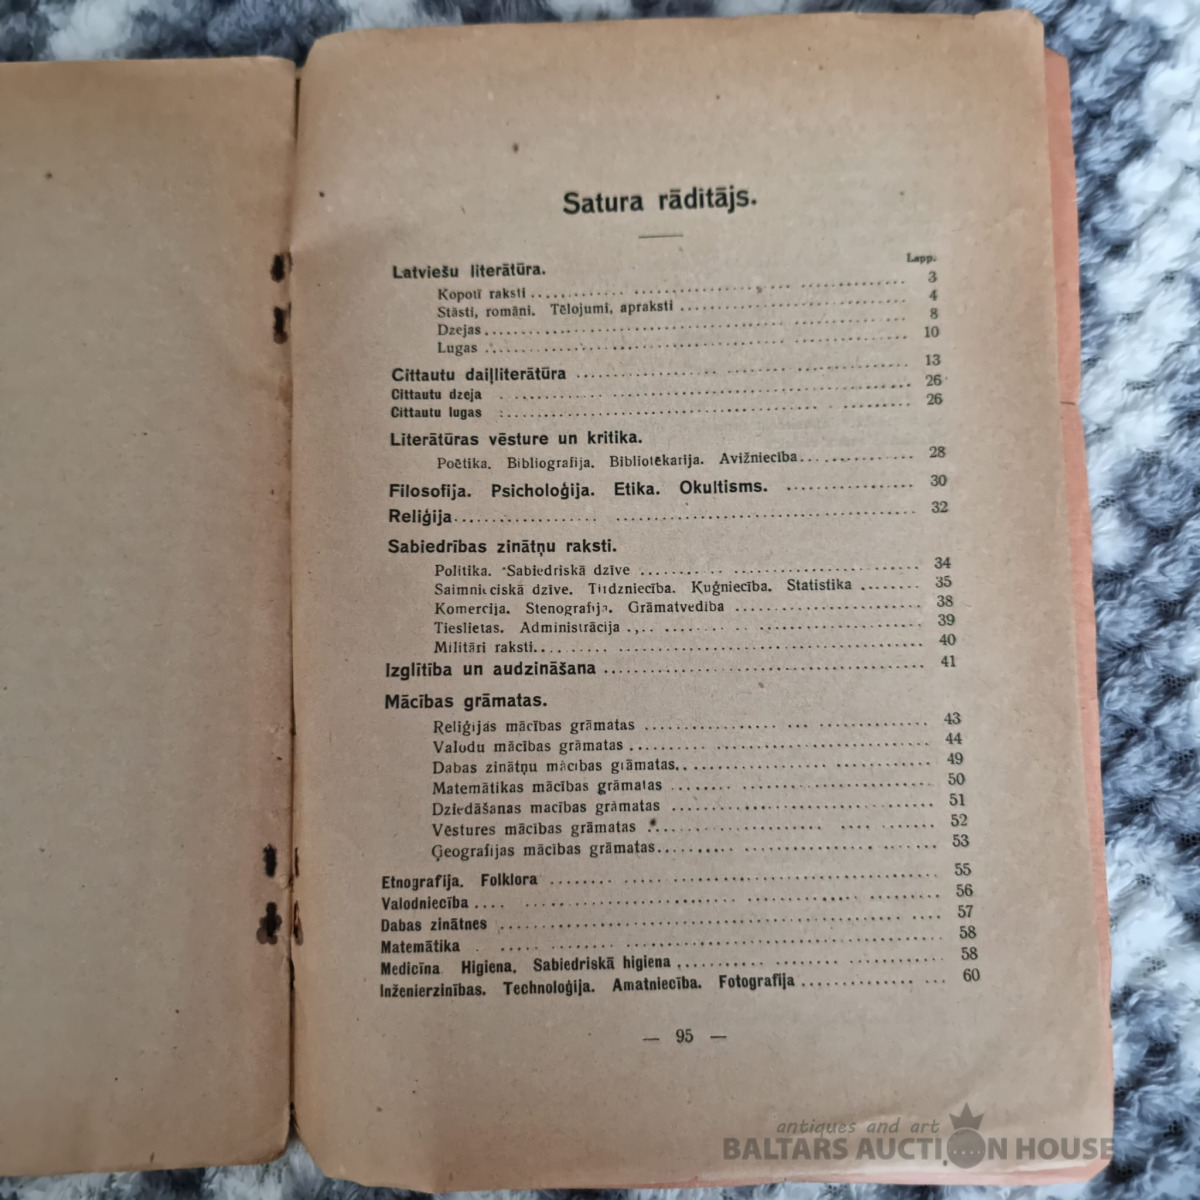 Satura rādītājs.
Lapp.
Latviešu literātūra.
Kopotī raksti 3
Stāsti, romāni. Tēlojumi, apraksti 4
Dzejas 8
Lugas 10
Cittautu daiļliterātūra 13
Cittautu dzeja 26
Cittautu lugas 26
Literātūras vēsture un kritika.
Poētika. Bibliografija. Bibliotēkarija. Avižniecība 28
Filosofija. Psicholoģija. Etika. Okultisms. 30
Reliģija 32
Sabiedrības zinātņu raksti.
Politika. Sabiedriskā dzīve 34
Saimnieciskā dzīve. Tirdzniecība. Kuģniecība. Statistika 35
Komercija. Stenografija. Grāmatvedība 38
Tieslietas. Administrācija 39
Militāri raksti 40
Izglītība un audzināšana 41
Mācības grāmatas.
Reliģijas mācības grāmatas 43
Valodu mācības grāmatas 44
Dabas zinātņu mācības grāmatas 49
Matemātikas mācības grāmatas 50
Dziedāšanas macības grāmatas 51
Vēstures mācības grāmatas 52
Ģeografijas mācības grāmatas 53
Etnografija. Folklora 55
Valodniecība 56
Dabas zinātnes 57
Matemātika 58
Medicīna Higiena. Sabiedriskā higiena 58
Inženierzinības. Technoloģija. Amatniecība. Fotografija 60
— 95 —
antiques and art
BALTARS AUCTION HOUSE